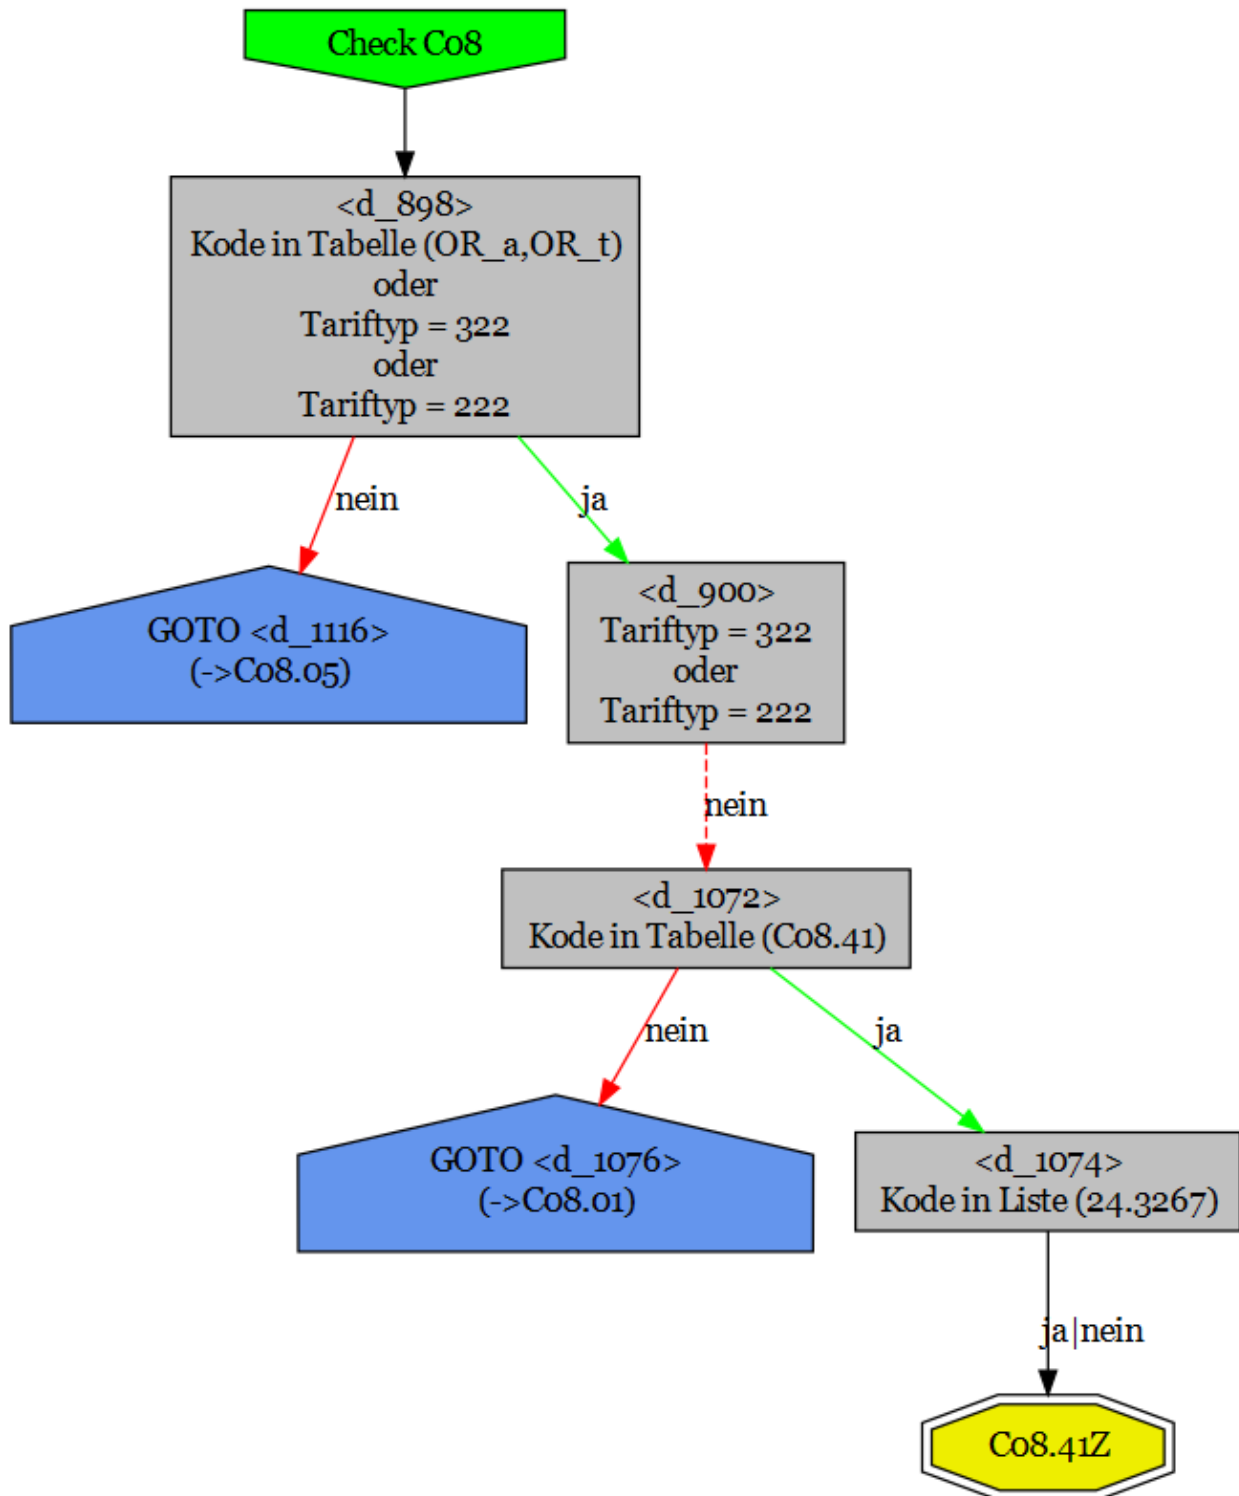 Check C08
<d_898>
Kode in Tabelle (OR_a,OR_t)
oder
Tariftyp = 322
oder
Tariftyp = 222
nein
ja
GOTO <d_1116>
(->C08.05)
<d_900>
Tariftyp = 322
oder
Tariftyp = 222
nein
<d_1072>
Kode in Tabelle (C08.41)
nein
ja
GOTO <d_1076>
(->C08.01)
<d_1074>
Kode in Liste (24.3267)
ja|nein
C08.41Z